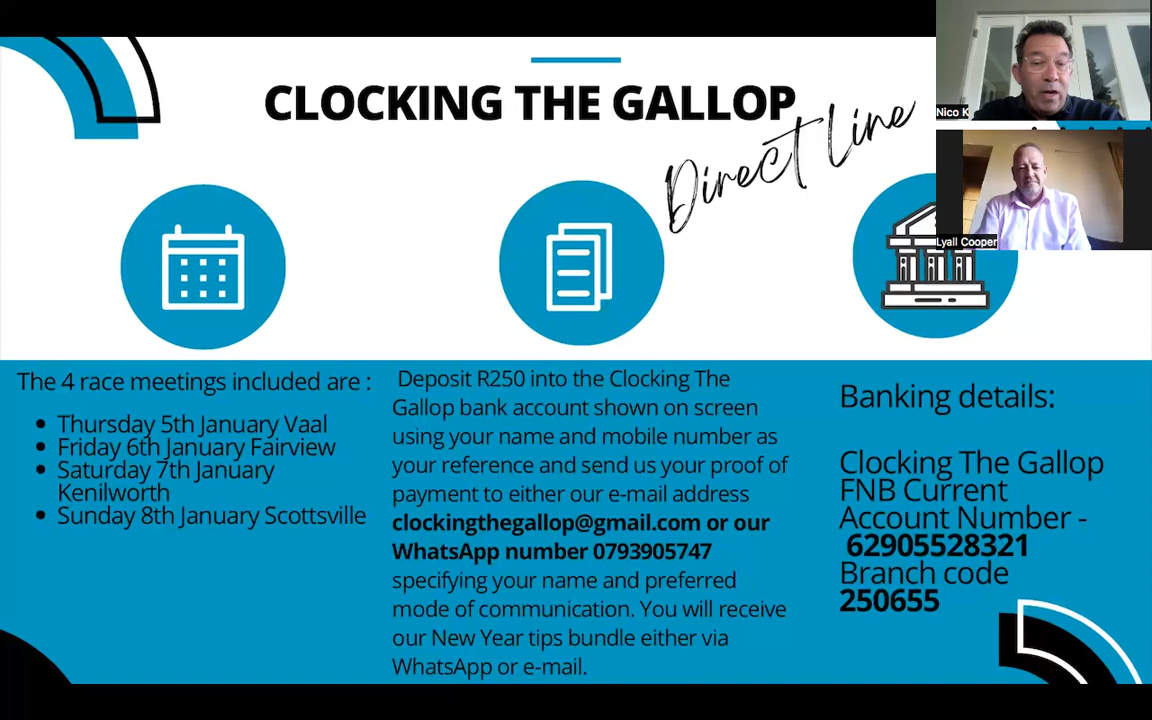 CLOCKING THE GALLOP
Direct Line
Nico K
Lyall Cooper
The 4 race meetings included are :
Thursday 5th January Vaal
Friday 6th January Fairview
Saturday 7th January
Kenilworth
Sunday 8th January Scottsville
Deposit R250 into the Clocking The
Gallop bank account shown on screen
using your name and mobile number as
your reference and send us your proof of
payment to either our e-mail address
clockingthegallop@gmail.com or our
WhatsApp number 0793905747
specifying your name and preferred
mode of communication. You will receive
our New Year tips bundle either via
WhatsApp or e-mail.
Banking details:
Clocking The Gallop
FNB Current
Account Number -
62905528321
Branch code
250655